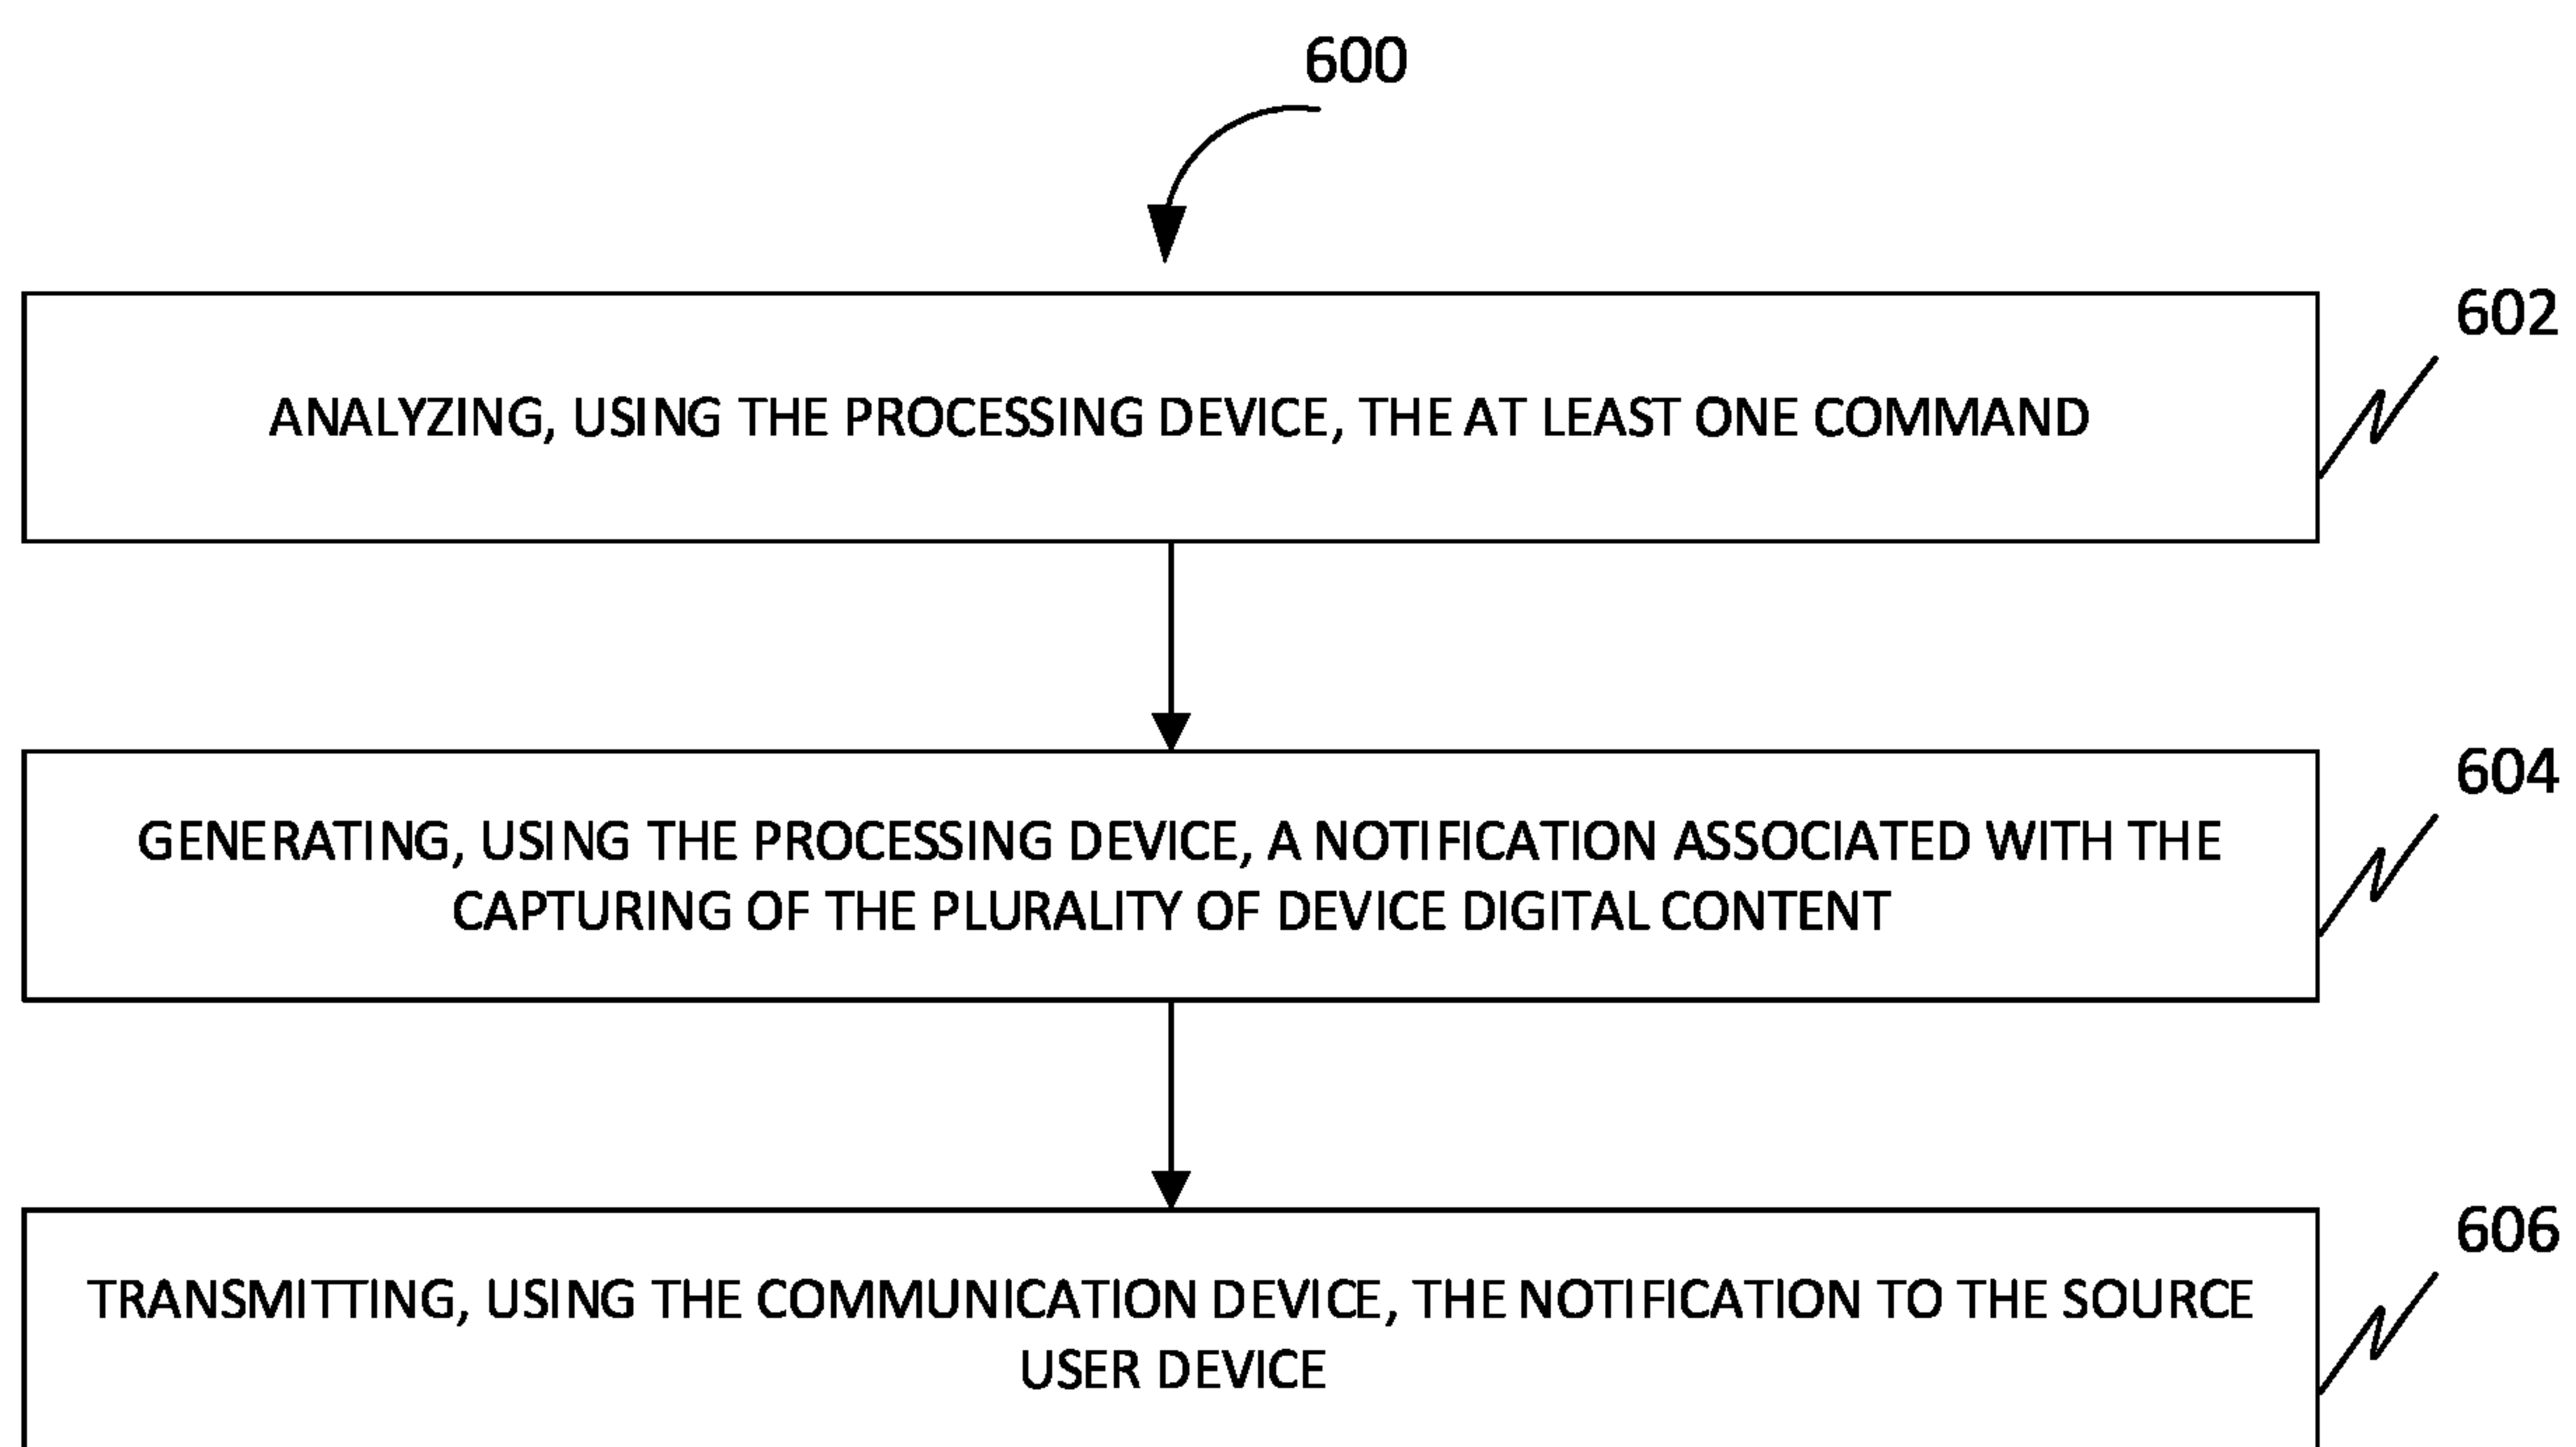 600
602
ANALYZING, USING THE PROCESSING DEVICE, THE AT LEAST ONE COMMAND
604
GENERATING, USING THE PROCESSING DEVICE, A NOTIFICATION ASSOCIATED WITH THE
CAPTURING OF THE PLURALITY OF DEVICE DIGITAL CONTENT
606
TRANSMITTING, USING THE COMMUNICATION DEVICE, THE NOTIFICATION TO THE SOURCE
USER DEVICE